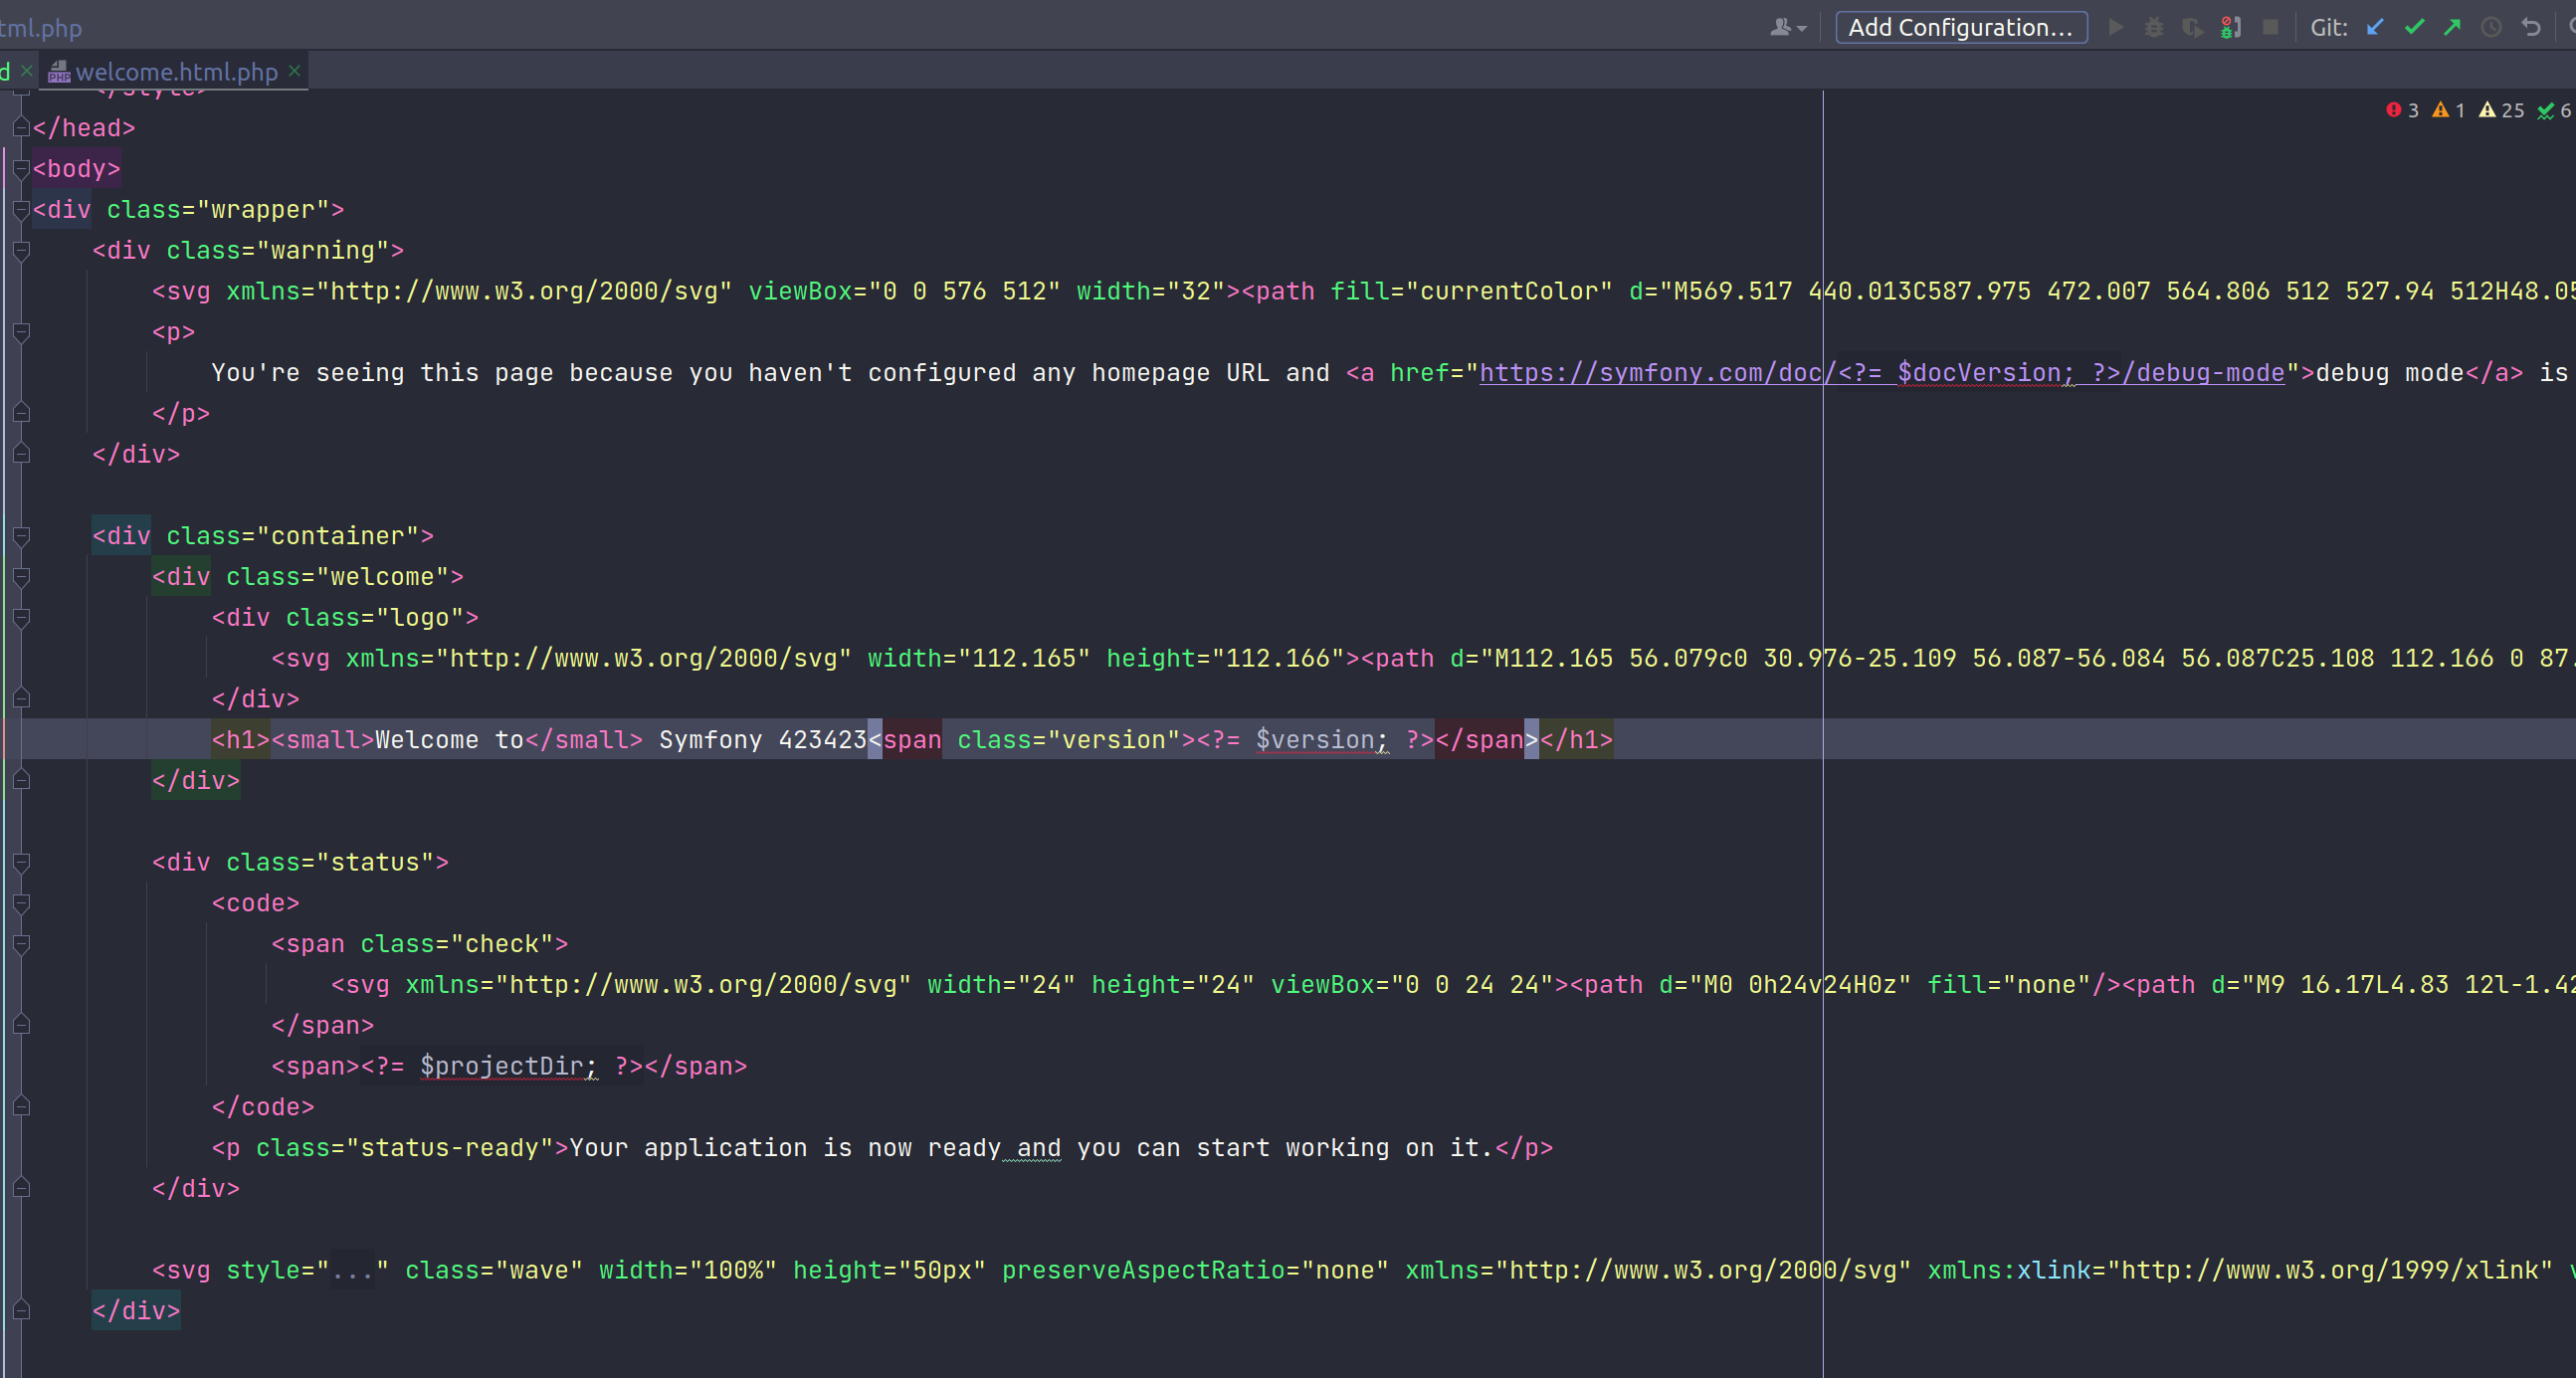 tml.php
Add Configuration...
Git:
d
welcome.html.php
3 1 25 6
</style>
</head>
<body>
<div class="wrapper">
<div class="warning">
<svg xmlns="http://www.w3.org/2000/svg" viewBox="0 0 576 512" width="32"><path fill="currentColor" d="M569.517 440.013C587.975 472.007 564.806 512 527.94 512H48.05
<p>
You're seeing this page because you haven't configured any homepage URL and <a href="https://symfony.com/doc/<?= $docVersion; ?>/debug-mode">debug mode</a> is
</p>
</div>
<div class="container">
<div class="welcome">
<div class="logo">
<svg xmlns="http://www.w3.org/2000/svg" width="112.165" height="112.166"><path d="M112.165 56.079c0 30.976-25.109 56.087-56.084 56.087C25.108 112.166 0 87.
</div>
<h1><small>Welcome to</small> Symfony 423423<span class="version"><?= $version; ?></span></h1>
</div>
<div class="status">
<code>
<span class="check">
<svg xmlns="http://www.w3.org/2000/svg" width="24" height="24" viewBox="0 0 24 24"><path d="M0 0h24v24H0z" fill="none"/><path d="M9 16.17L4.83 12l-1.42
</span>
<span><?= $projectDir; ?></span>
</code>
<p class="status-ready">Your application is now ready and you can start working on it.</p>
</div>
<svg style="..." class="wave" width="100%" height="50px" preserveAspectRatio="none" xmlns="http://www.w3.org/2000/svg" xmlns:xlink="http://www.w3.org/1999/xlink" v
</div>